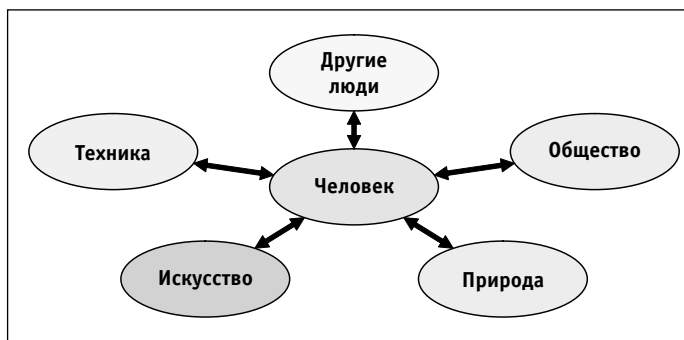 Другие
люди
Техника
Общество
Человек
Искусство
Природа